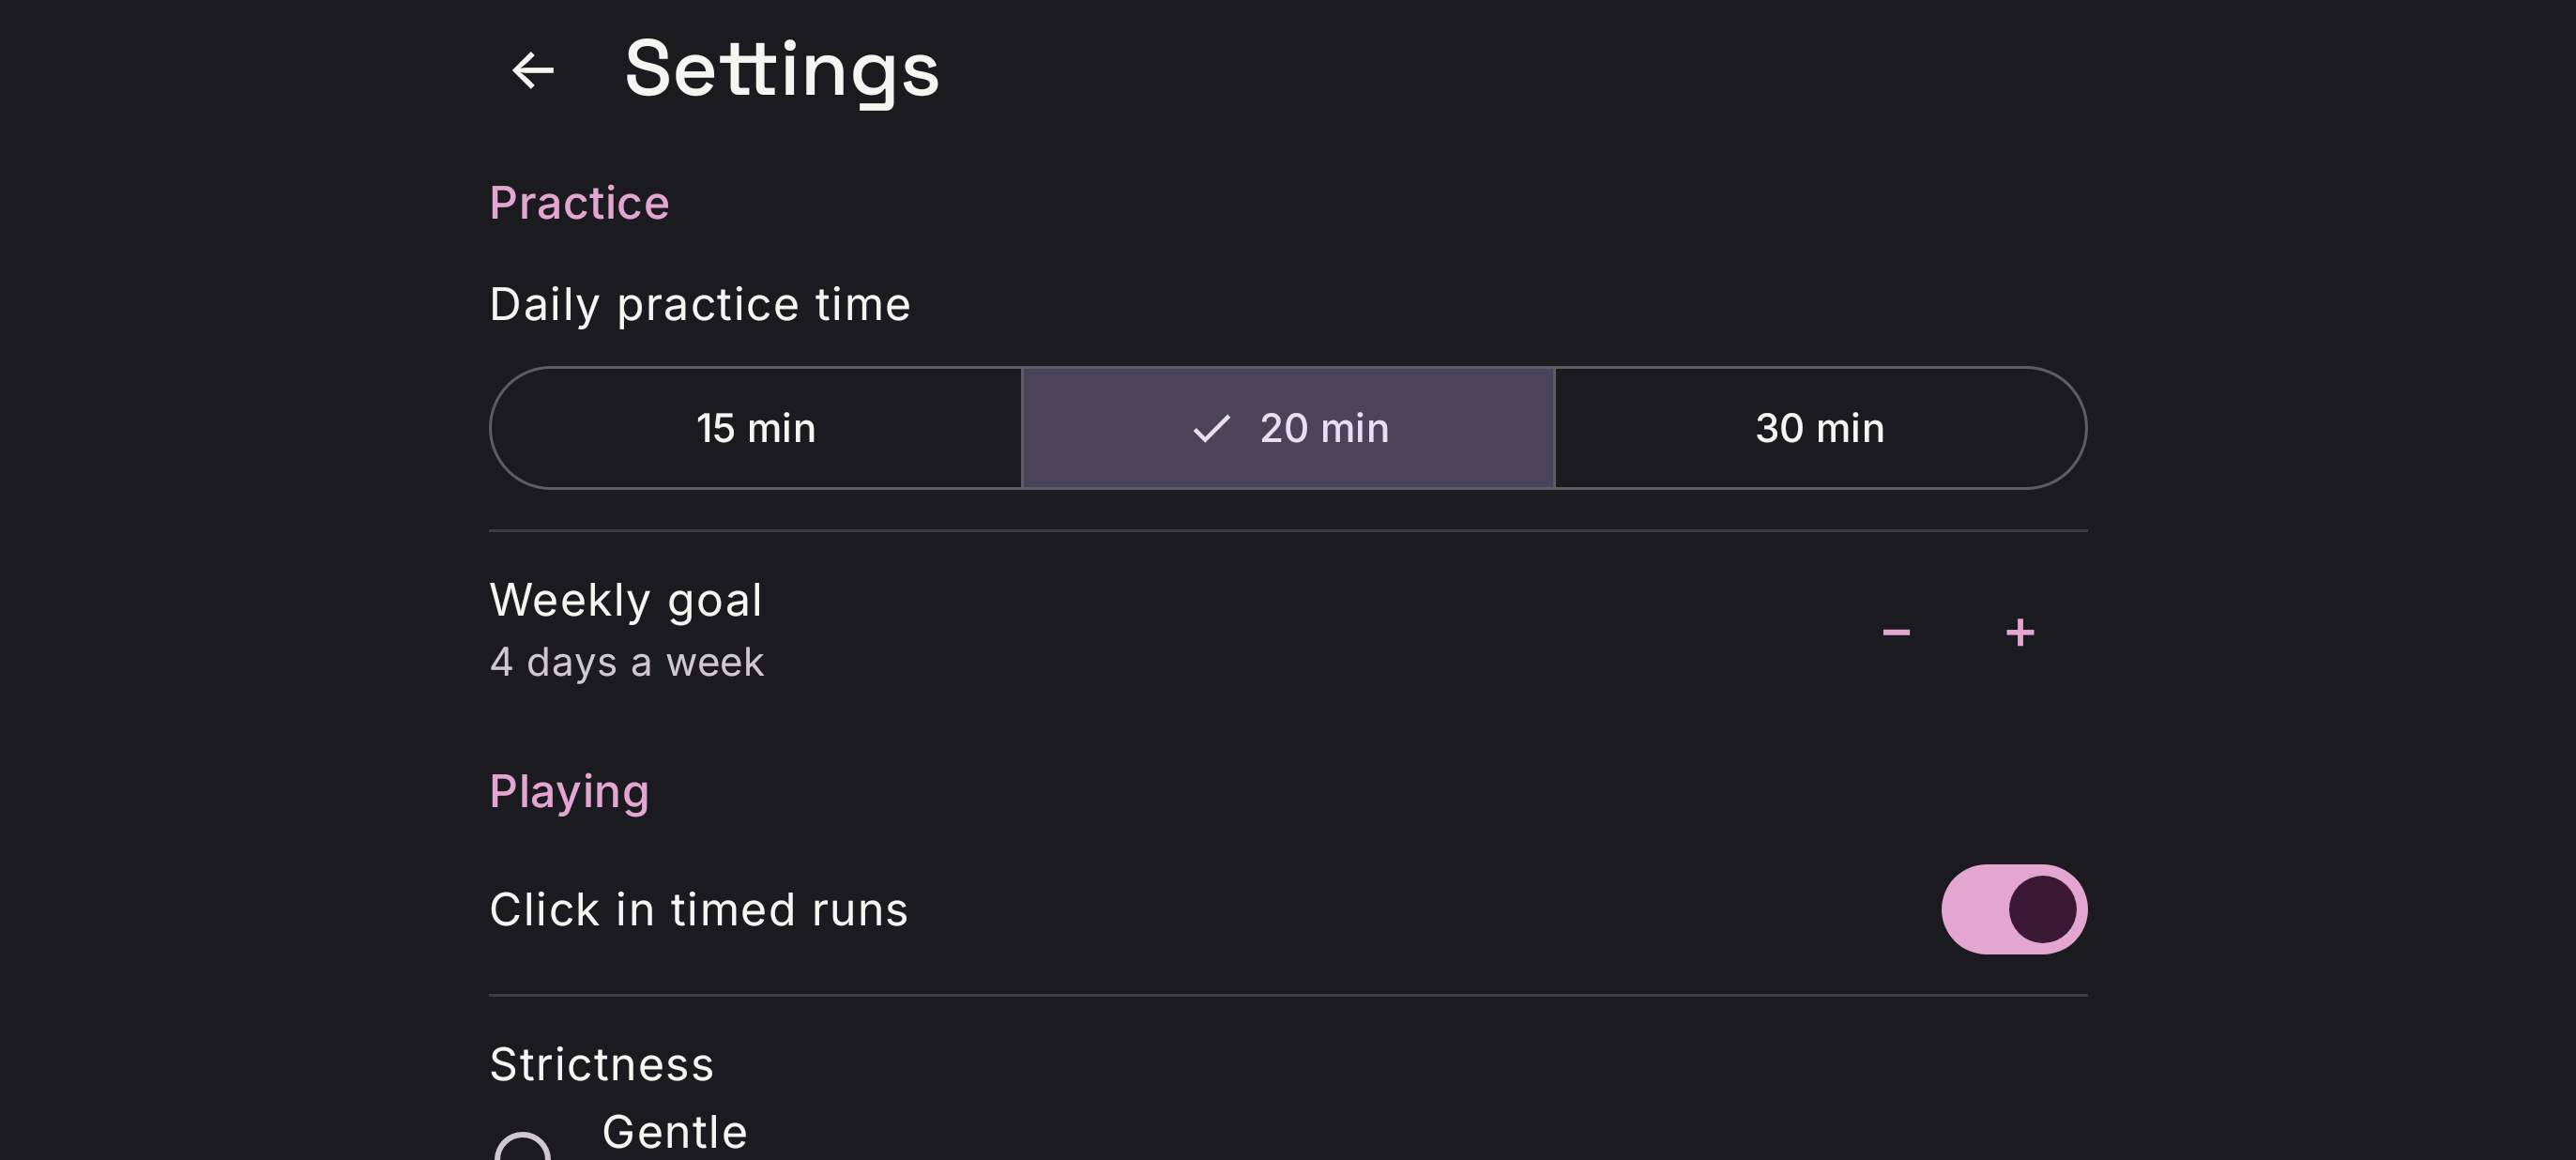 Settings
Practice
Daily practice time
15 min
20 min
30 min
Weekly goal
4 days a week
Playing
Click in timed runs
Strictness
Gentle